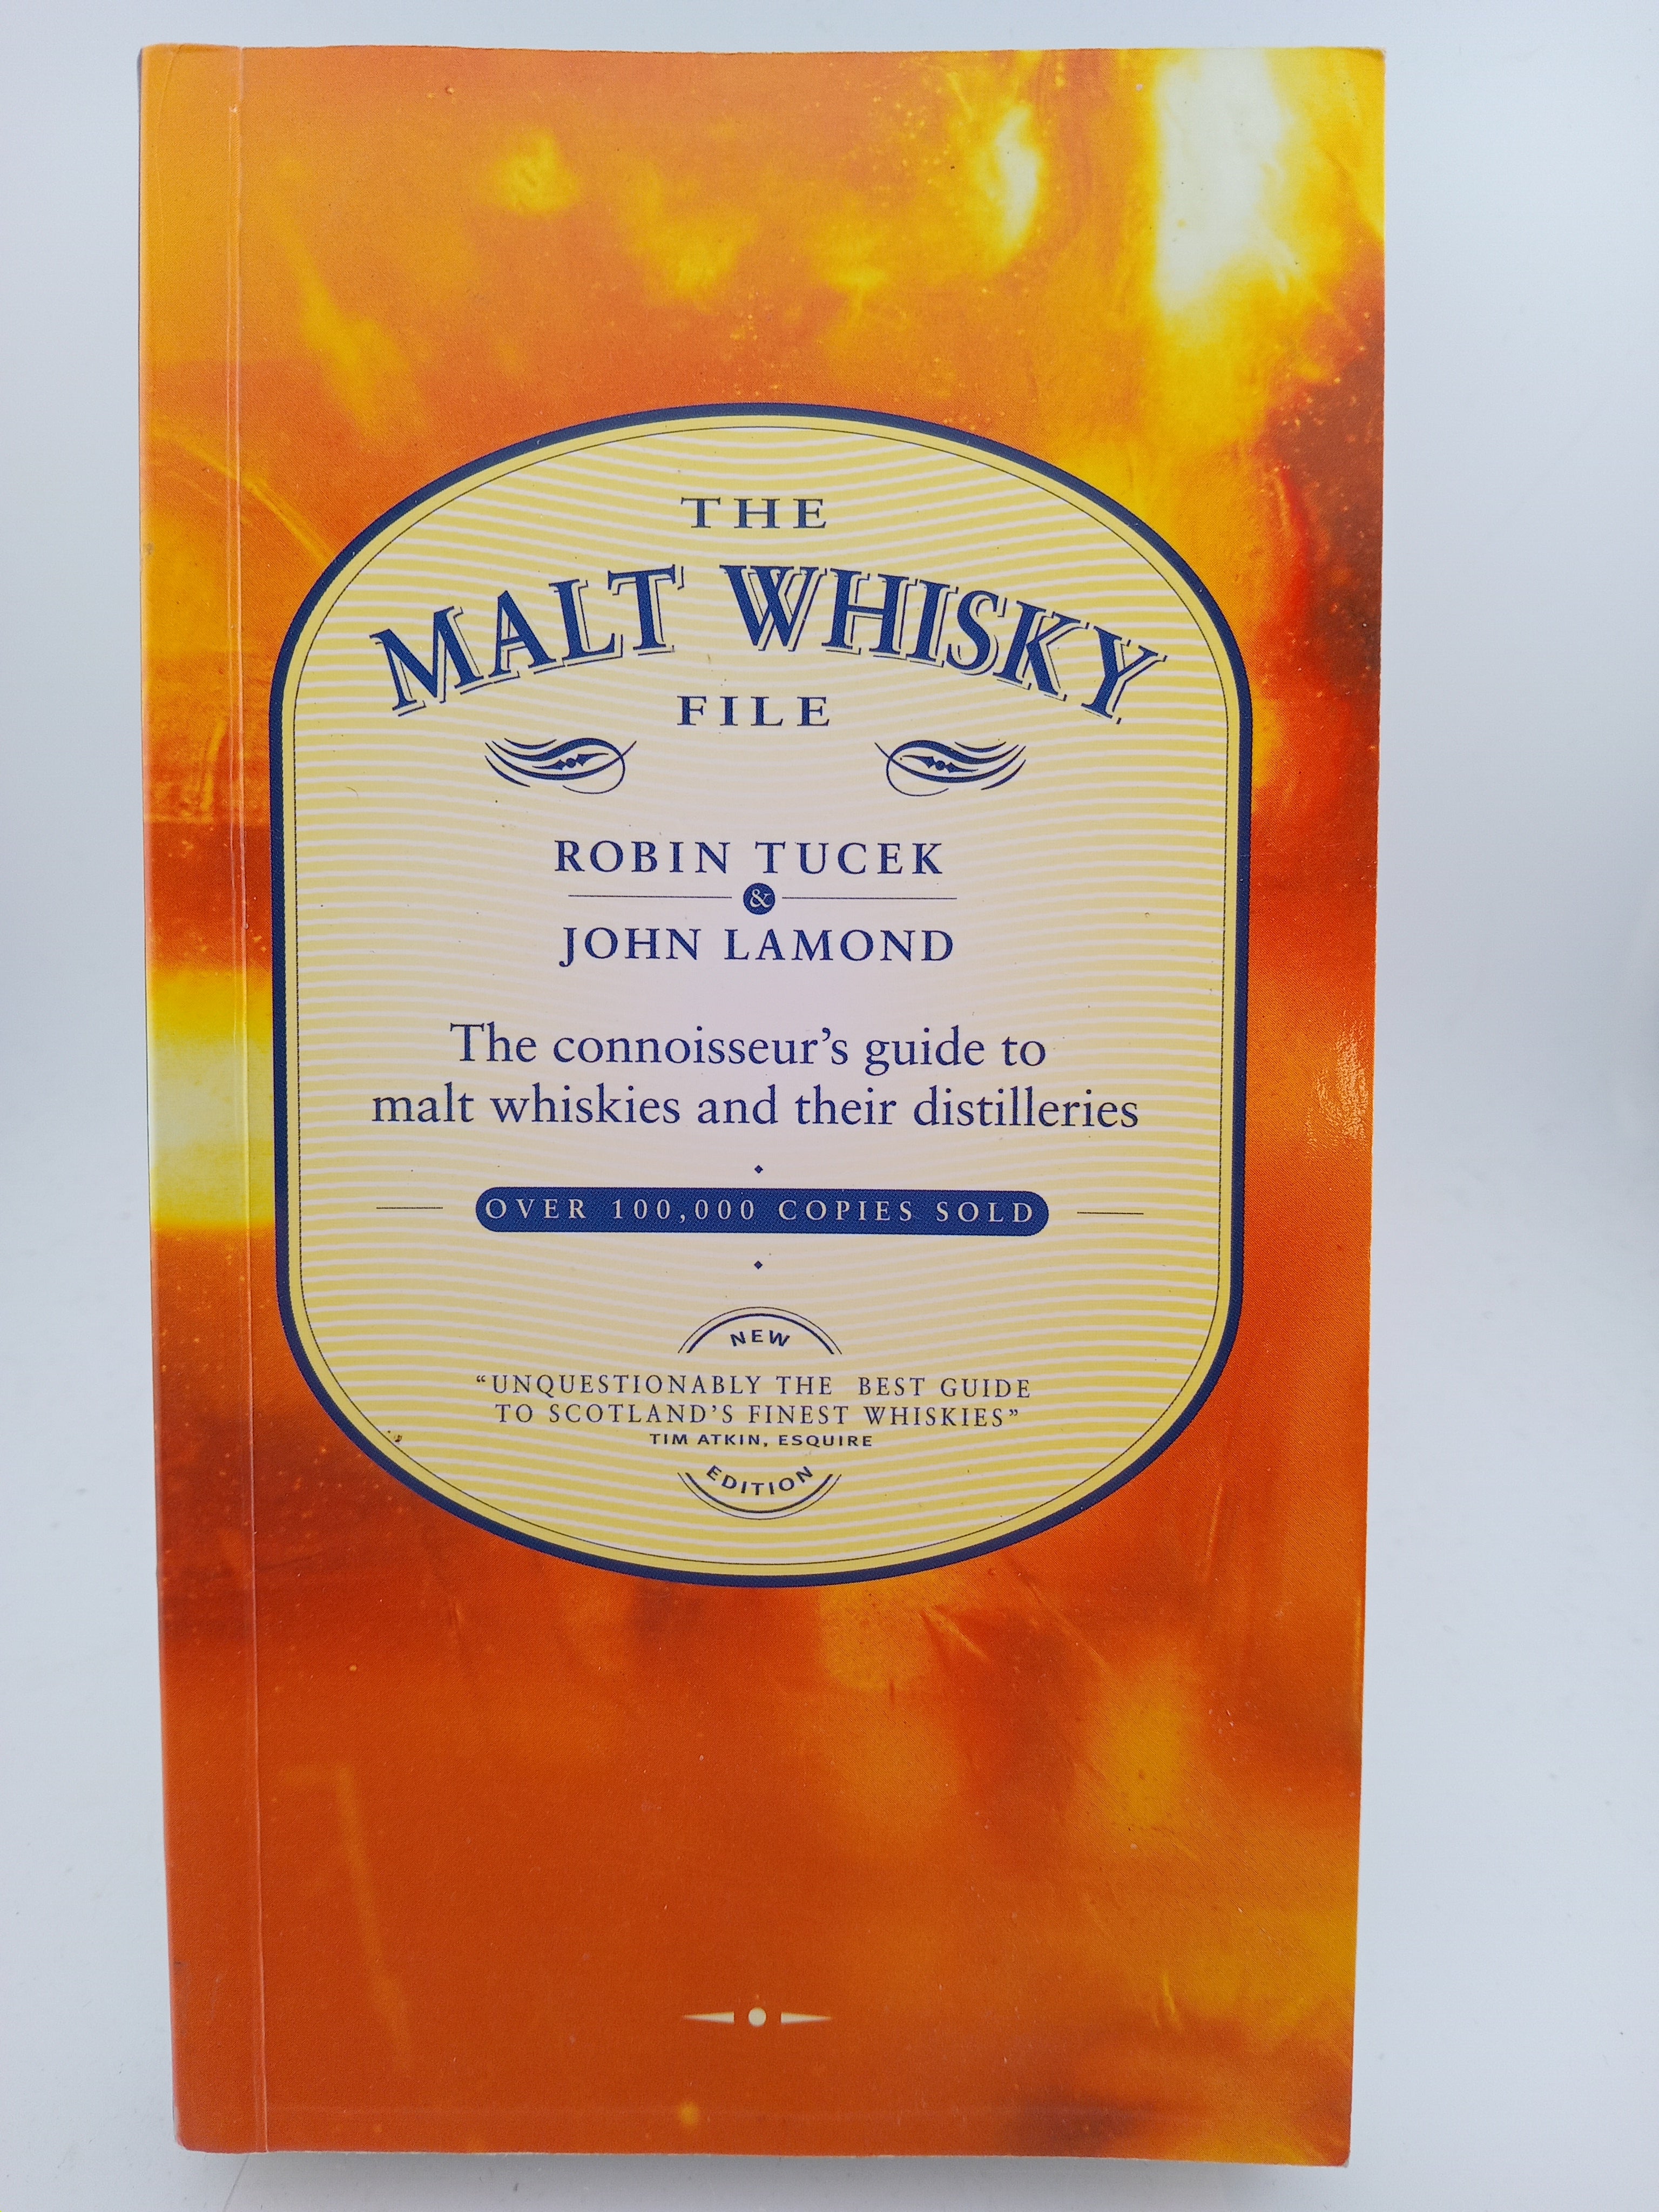 THE
MALT WHISKY
FILE
ROBIN TUCEK
&
JOHN LAMOND
The connoisseur's guide to
malt whiskies and their distilleries
OVER 100,000 COPIES SOLD
NEW
“UNQUESTIONABLY THE BEST GUIDE
TO SCOTLAND'S FINEST WHISKIES”
TIM ATKIN, ESQUIRE
EDITION